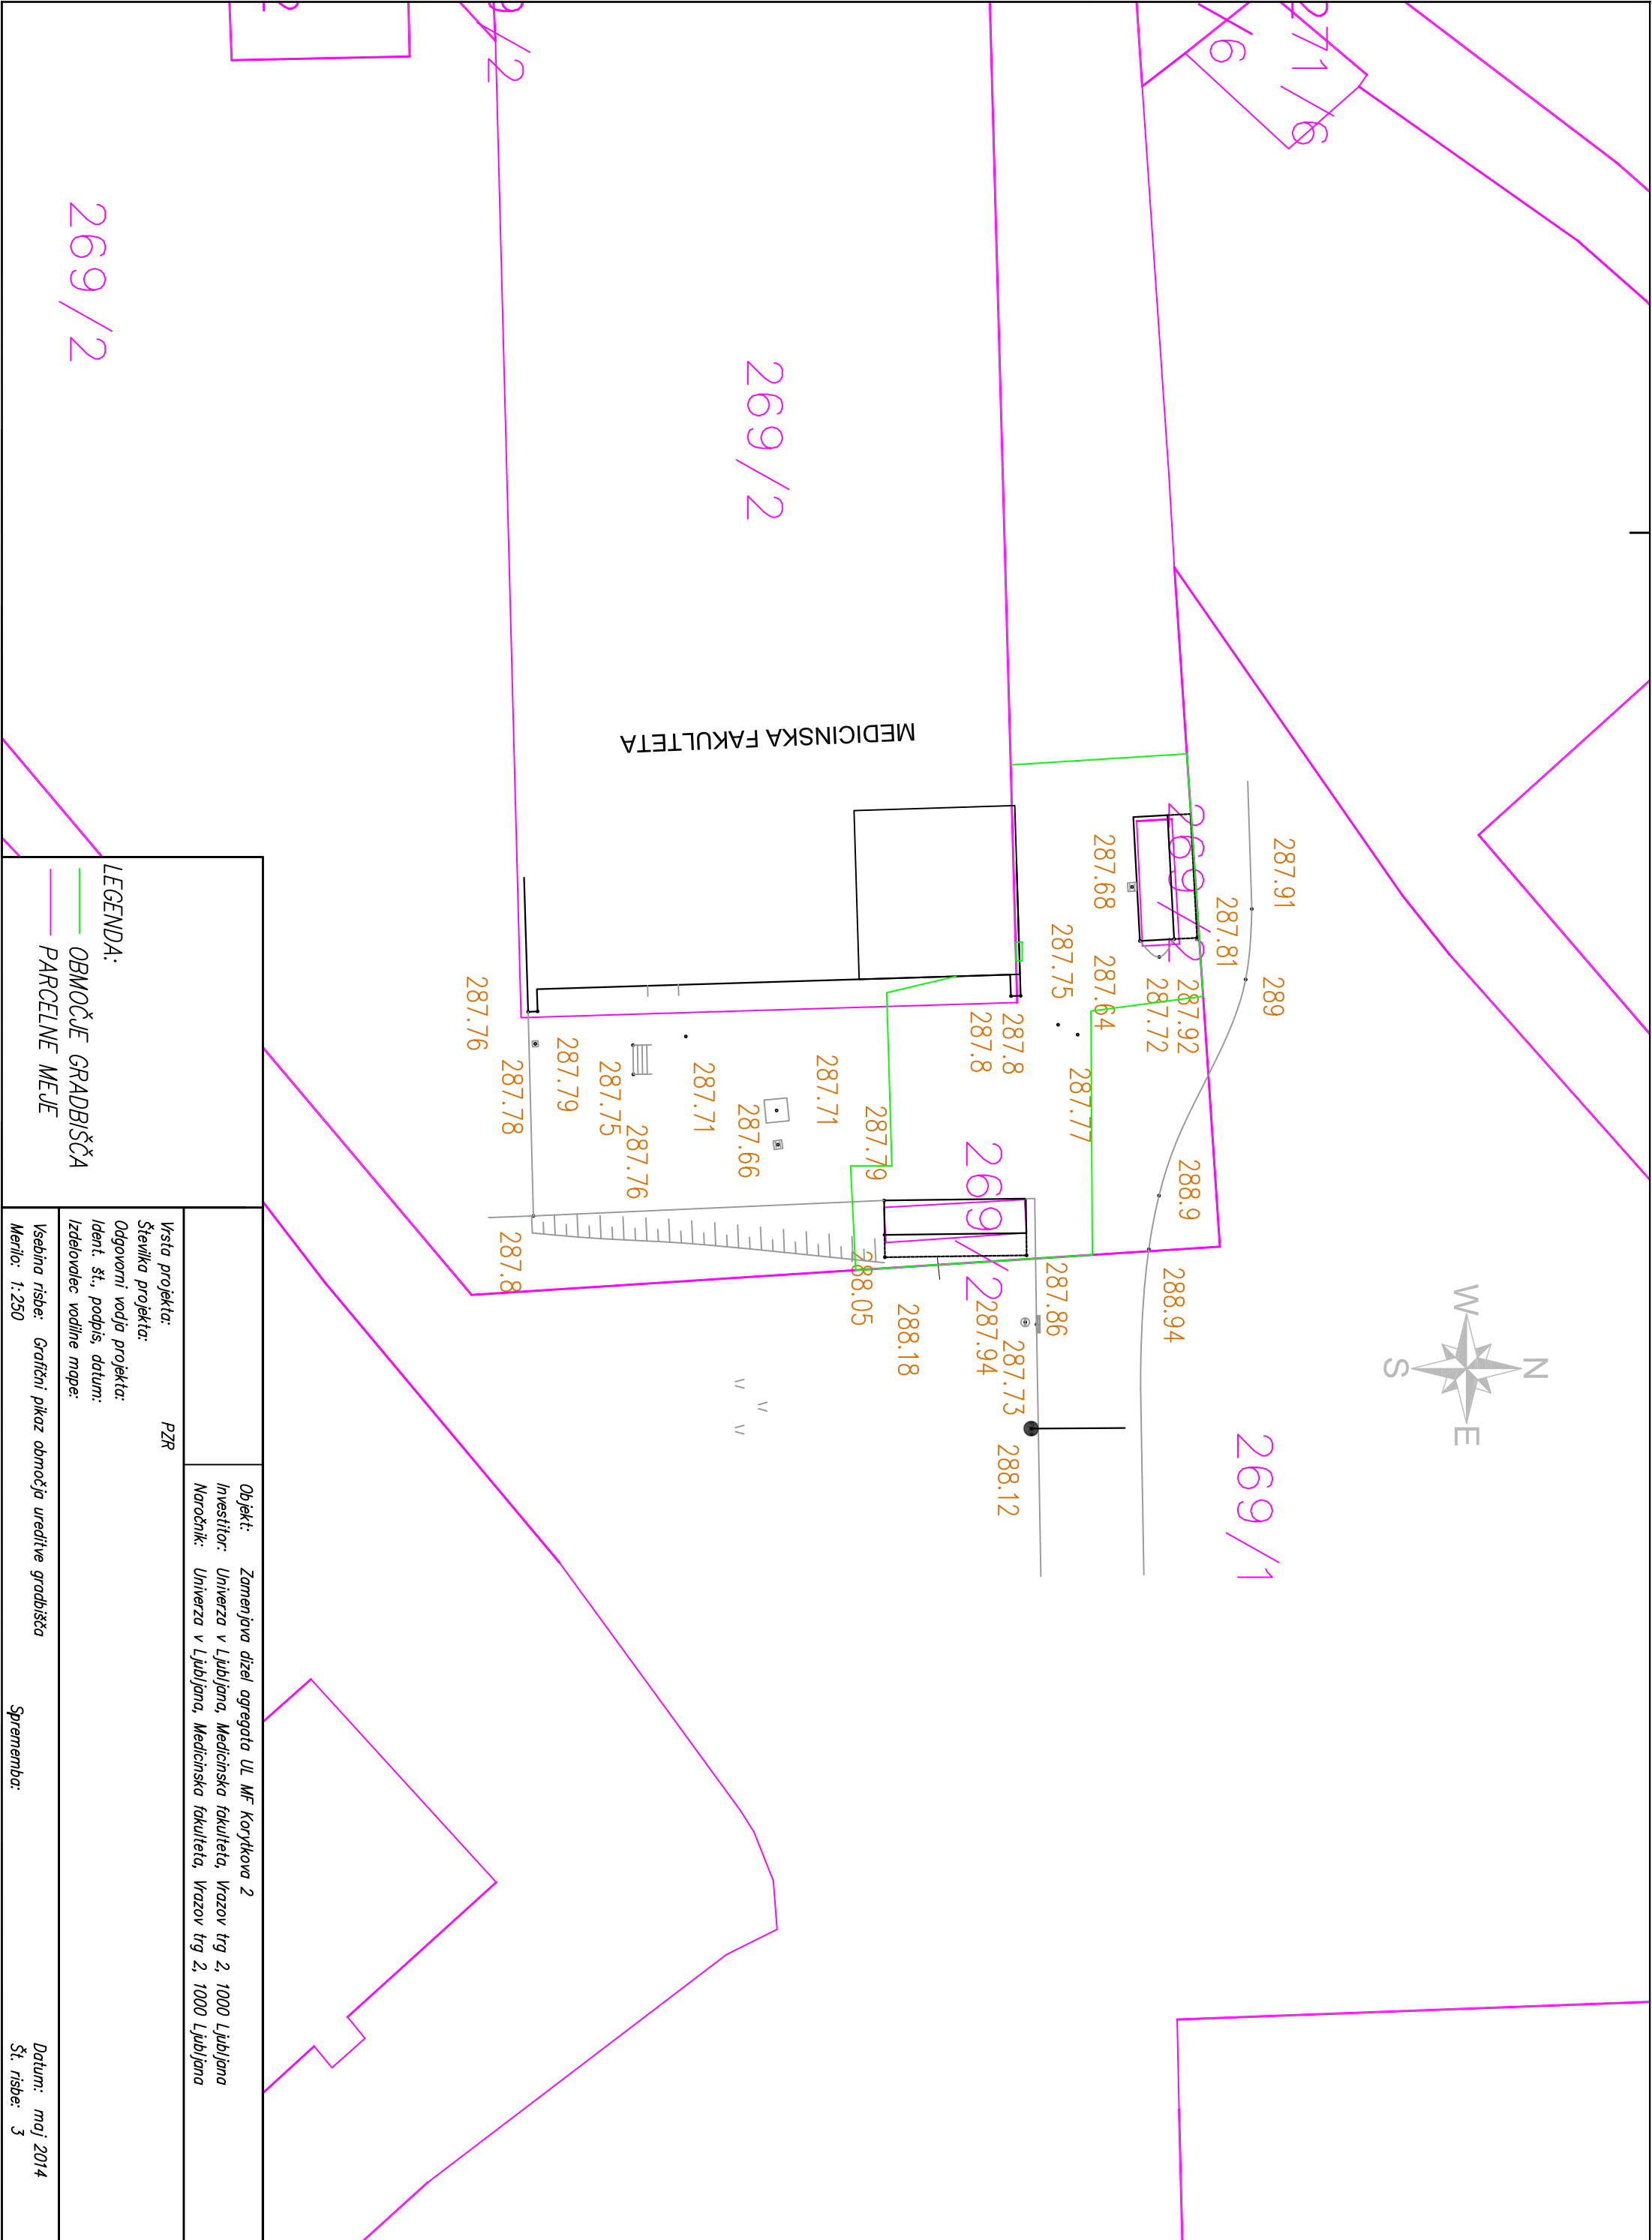 271/6
/6
/2
269/2
269/2
MEDICINSKA FAKULTETA
269/2
287.91
287.81
289
287.68
287.75
287.64
287.72
287.92
287.8
287.8
287.77
287.76
287.78
287.79
287.75
287.76
287.71
287.66
287.71
287.79
269/2
288.9
288.94
287.8
288.05
288.18
287.94
287.73
287.86
288.12
269/1
N
W
E
S
LEGENDA:
OBMOČJE GRADBIŠČA
PARCELNE MEJE
Objekt: Zamenjava dizel agregata UL MF Korytkova 2
Investitor: Univerza v Ljubljana, Medicinska fakulteta, Vrazov trg 2, 1000 Ljubljana
Naročnik: Univerza v Ljubljana, Medicinska fakulteta, Vrazov trg 2, 1000 Ljubljana
Vrsta projekta: PZR
Številka projekta:
Odgovorni vodja projekta:
Ident. št., podpis, datum:
Izdelovalec vodilne mape:
Vsebina risbe: Grafični pikaz območja ureditve gradbišča
Datum: maj 2014
Merilo: 1:250
Sprememba:
Št. risbe: 3